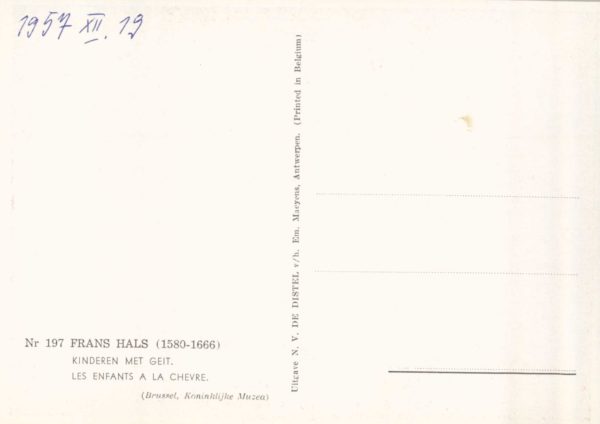 1957 XII. 19
Nr 197 FRANS HALS (1580-1666)
KINDEREN MET GEIT.
LES ENFANTS A LA CHEVRE.
(Brussel, Koninklijke Muzea)
Uitgave N. V. DE DISTEL v/h. Em. Maeyens, Antwerpen. (Printed in Belgium)